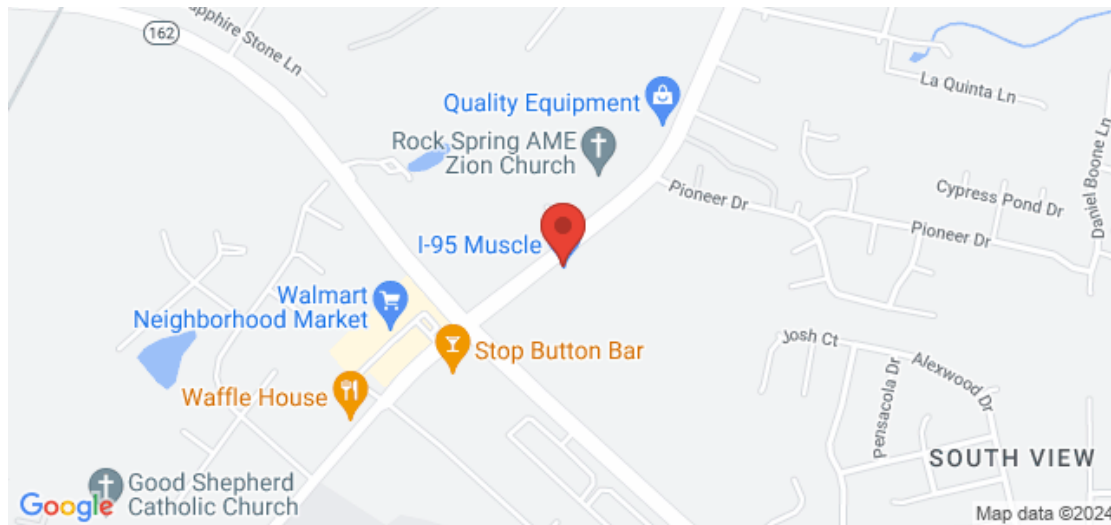 162
Sapphire Stone Ln
La Quinta Ln
Quality Equipment
Rock Spring AME
Zion Church
Pioneer Dr
Cypress Pond Dr
Daniel Boone Ln
Pioneer Dr
I-95 Muscle
Walmart
Neighborhood Market
Josh Ct
Stop Button Bar
Alexwood Dr
Pensacola Dr
Waffle House
SOUTH VIEW
Good Shepherd
Catholic Church
Google
Map data ©2024